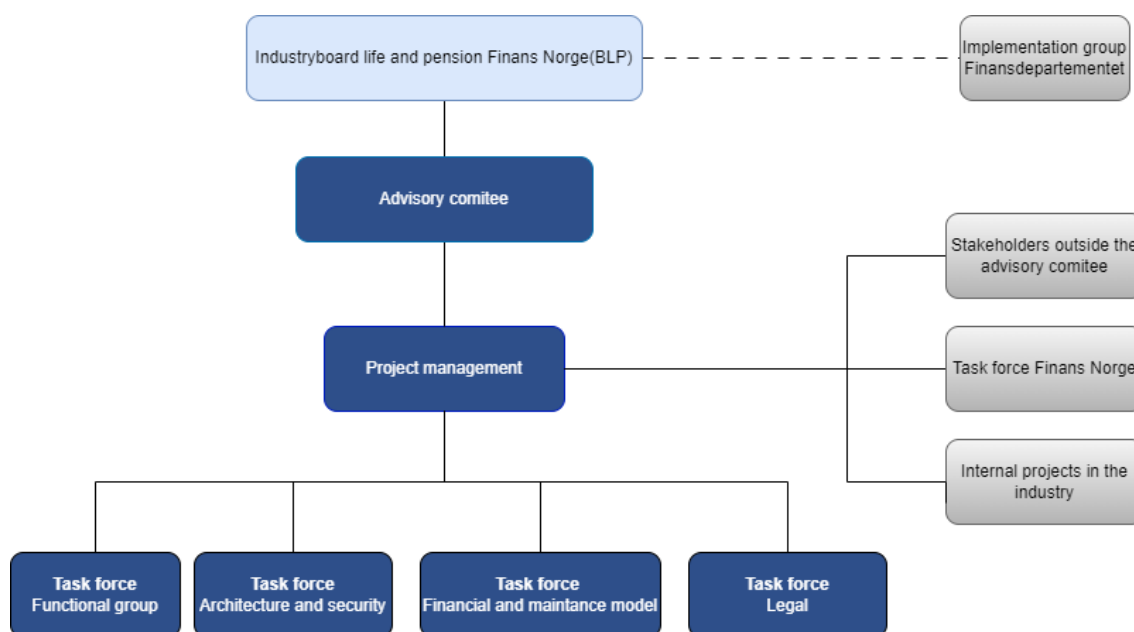 Industryboard life and pension Finans Norge(BLP)
Implementation group
Finansdepartementet
Advisory comitee
Stakeholders outside the
advisory comitee
Project management
Task force Finans Norge
Internal projects in the
industry
Task force
Functional group
Task force
Architecture and security
Task force
Financial and maintance model
Task force
Legal